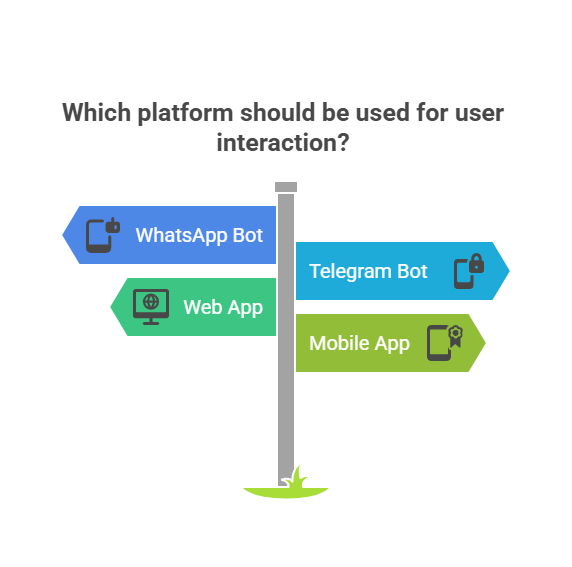 Which platform should be used for user
interaction?
WhatsApp Bot
Telegram Bot
Web App
Mobile App